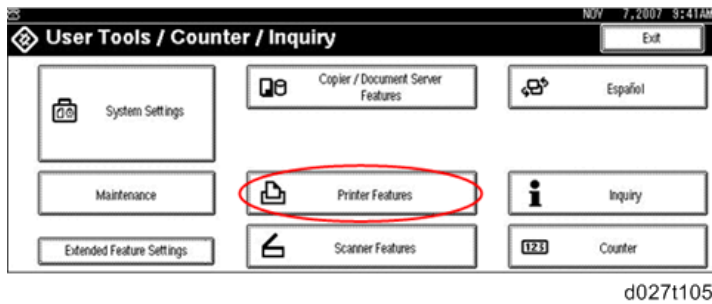 NOV 7,2007 9:41AM
User Tools / Counter / Inquiry
Exit
System Settings
Copier / Document Server
Features
Español
Maintenance
Printer Features
Inquiry
Extended Feature Settings
Scanner Features
123
Counter
d027t105